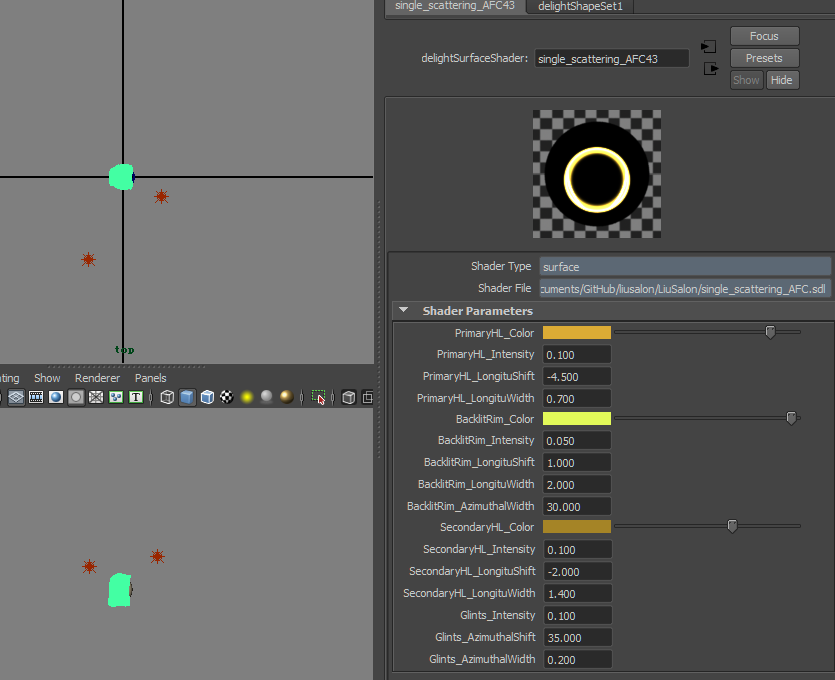 single_scattering_AFC43 delightShapeSet1
delightSurfaceShader: single_scattering_AFC43
Focus
Presets
Show Hide
top
Shader Type surface
Shader File cuments/GitHub/liusalon/LiuSalon/single_scattering_AFC.sdl
Shader Parameters
PrimaryHL_Color
PrimaryHL_Intensity 0.100
PrimaryHL_LongituShift -4.500
PrimaryHL_LongituWidth 0.700
BacklitRim_Color
BacklitRim_Intensity 0.050
BacklitRim_LongituShift 1.000
BacklitRim_LongituWidth 2.000
BacklitRim_AzimuthalWidth 30.000
SecondaryHL_Color
SecondaryHL_Intensity 0.100
SecondaryHL_LongituShift -2.000
SecondaryHL_LongituWidth 1.400
Glints_Intensity 0.100
Glints_AzimuthalShift 35.000
Glints_AzimuthalWidth 0.200
ting Show Renderer Panels
T